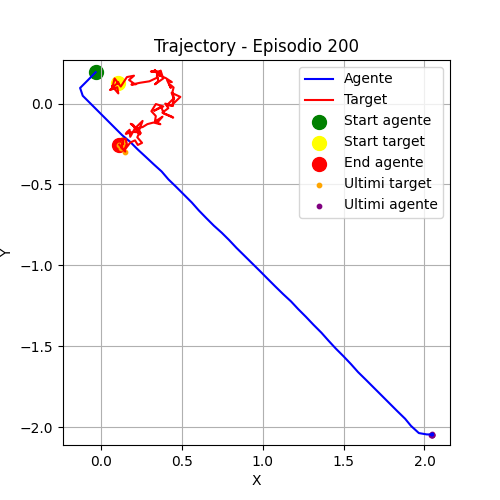 Trajectory - Episodio 200
Agente
Target
Start agente
Start target
End agente
Ultimi target
Ultimi agente
0.0
−0.5
−1.0
−1.5
−2.0
Y
0.0 0.5 1.0 1.5 2.0
X